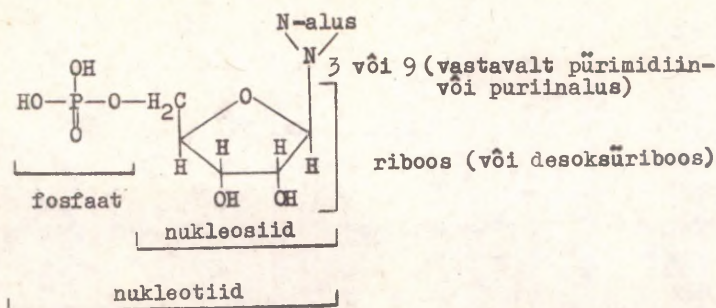 N-alus
N 3 või 9 (vastavalt pürimidiin-
või puriinalus)
OH
HO—P—O—H₂C O
O
H H H H
riboos (või desoksüriboos)
OH OH
fosfaat
nukleosiid
nukleotiid